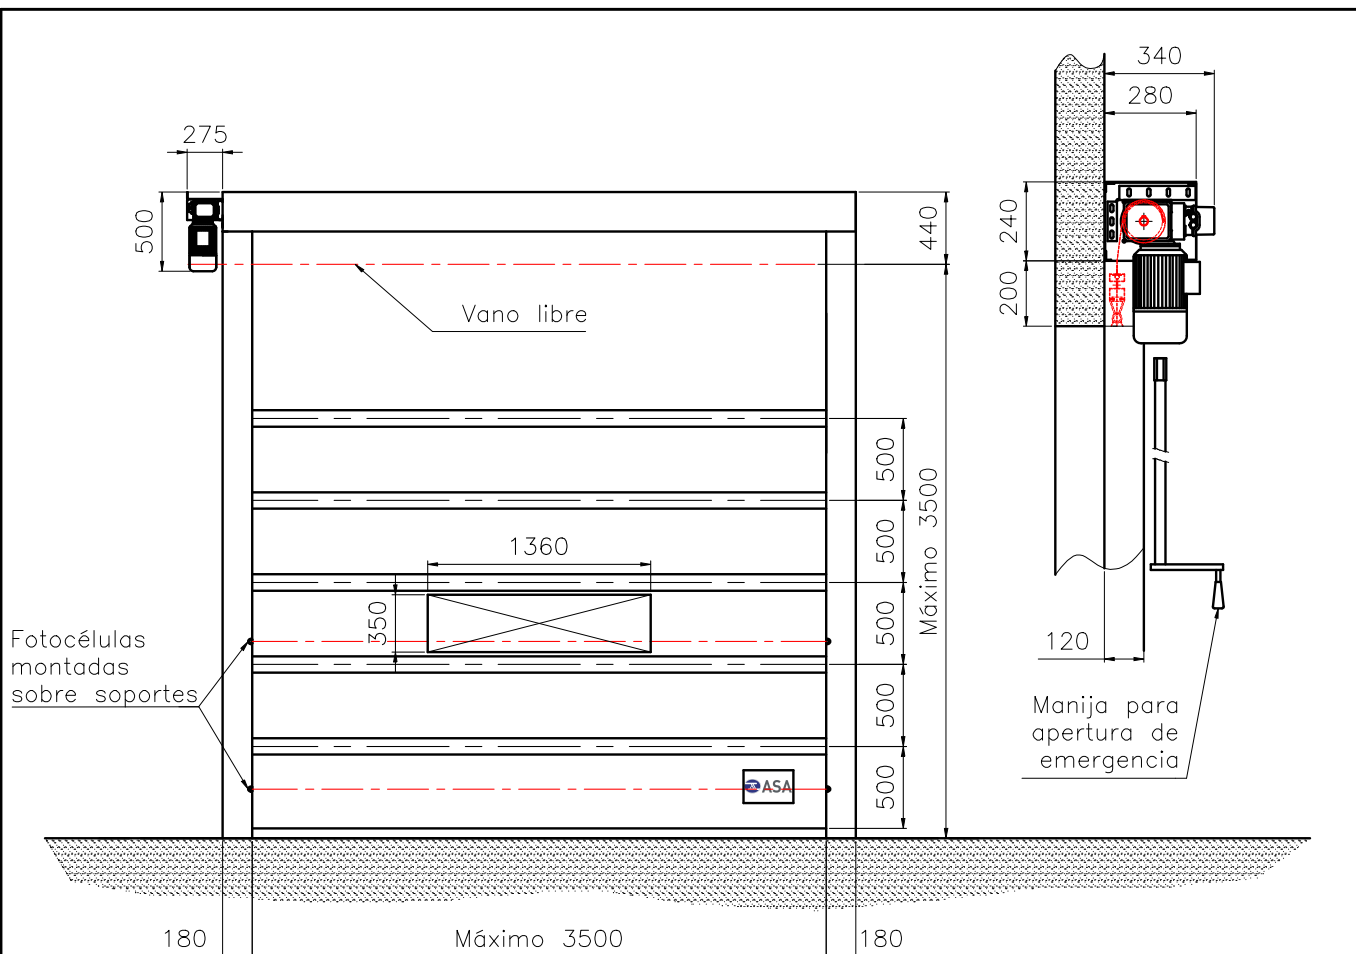 340
280
275
500
440
240
200
Vano libre
500
500
500
500
500
Máximo 3500
1360
350
Fotocélulas
montadas
sobre soportes
120
Manija para
apertura de
emergencia
ASA
180
Máximo 3500
180